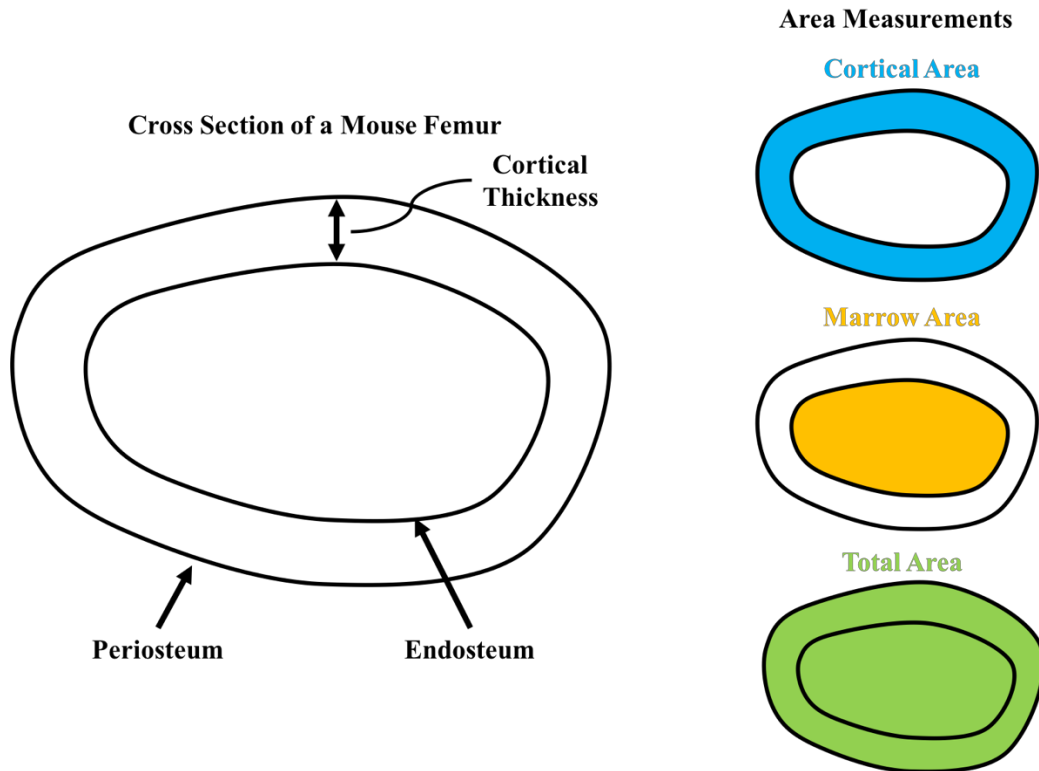 Area Measurements
Cortical Area
Cross Section of a Mouse Femur
Cortical
Thickness
Marrow Area
Total Area
Periosteum
Endosteum